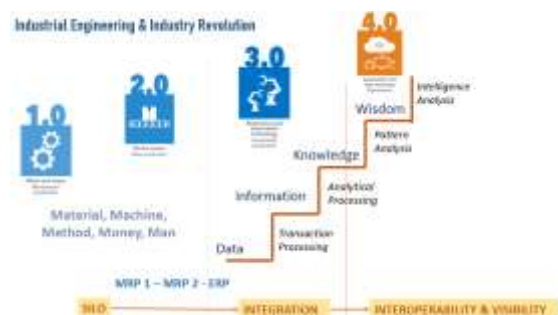 Industrial Engineering & Industry Revolution
4.0
3.0
2.0
1.0
Intelligence
Analysis
Wisdom
Pattern
Analysis
Knowledge
Analytical
Processing
Information
Material, Machine,
Method, Money, Man
Transaction
Processing
Data
MRP 1 – MRP 2 - ERP
SILO
INTEGRATION
INTEROPERABILITY & VISIBILITY